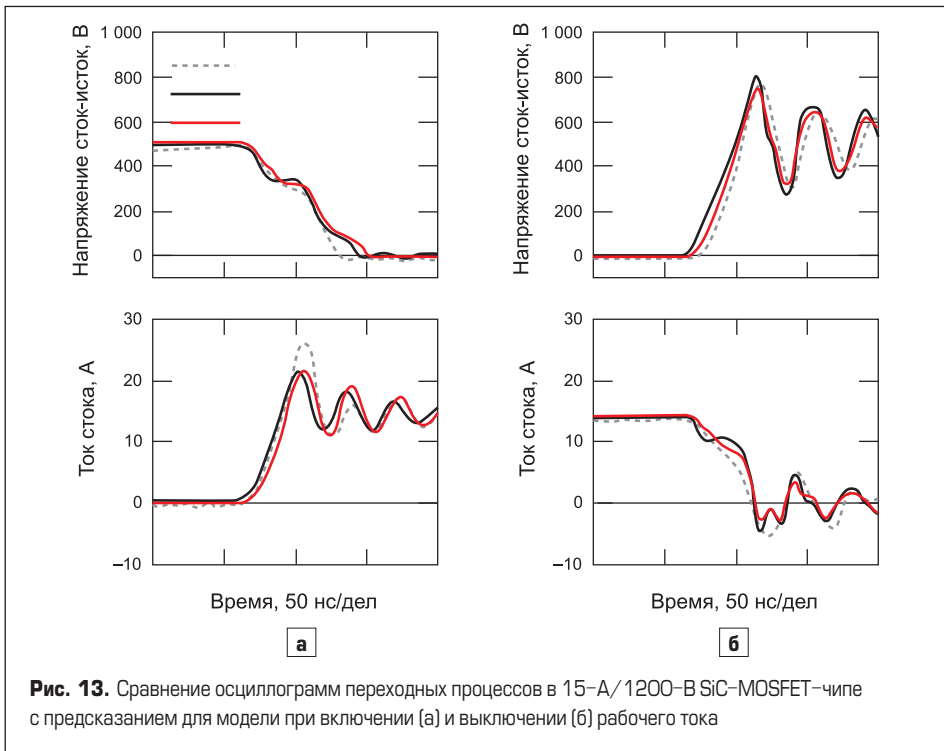 Напряжение сток-исток, В
1 000
800
600
400
200
0
Напряжение сток-исток, В
1 000
800
600
400
200
0
Ток стока, А
30
20
10
0
–10
Ток стока, А
30
20
10
0
–10
Время, 50 нс/дел
Время, 50 нс/дел
а
б
Рис. 13. Сравнение осциллограмм переходных процессов в 15–А/1200–В SiC–MOSFET–чипе
с предсказанием для модели при включении (а) и выключении (б) рабочего тока